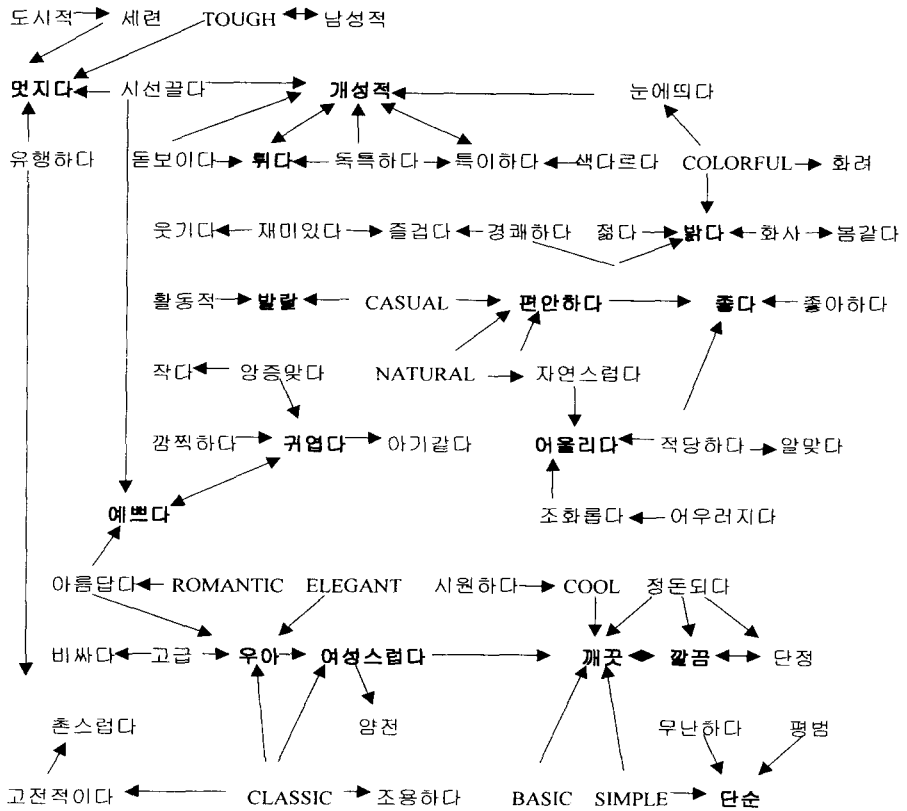 도시적 세련 TOUGH 남성적
멋지다 시선끌다 개성적 눈에띄다
유행하다 돋보이다 튀다 독특하다 특이하다 색다르다 COLORFUL 화려
웃기다 재미있다 즐겁다 경쾌하다 젊다 밝다 화사 봄같다
활동적 발랄 CASUAL 편안하다 좋다 좋아하다
작다 앙증맞다 NATURAL 자연스럽다
깜찍하다 귀엽다 아기같다 어울리다 적당하다 알맞다
예쁘다 조화롭다 어우러지다
아름답다 ROMANTIC ELEGANT 시원하다 COOL 정돈되다
비싸다 고급 우아 여성스럽다 깨끗 깔끔 단정
촌스럽다 얌전 무난하다 평범
고전적이다 CLASSIC 조용하다 BASIC SIMPLE 단순